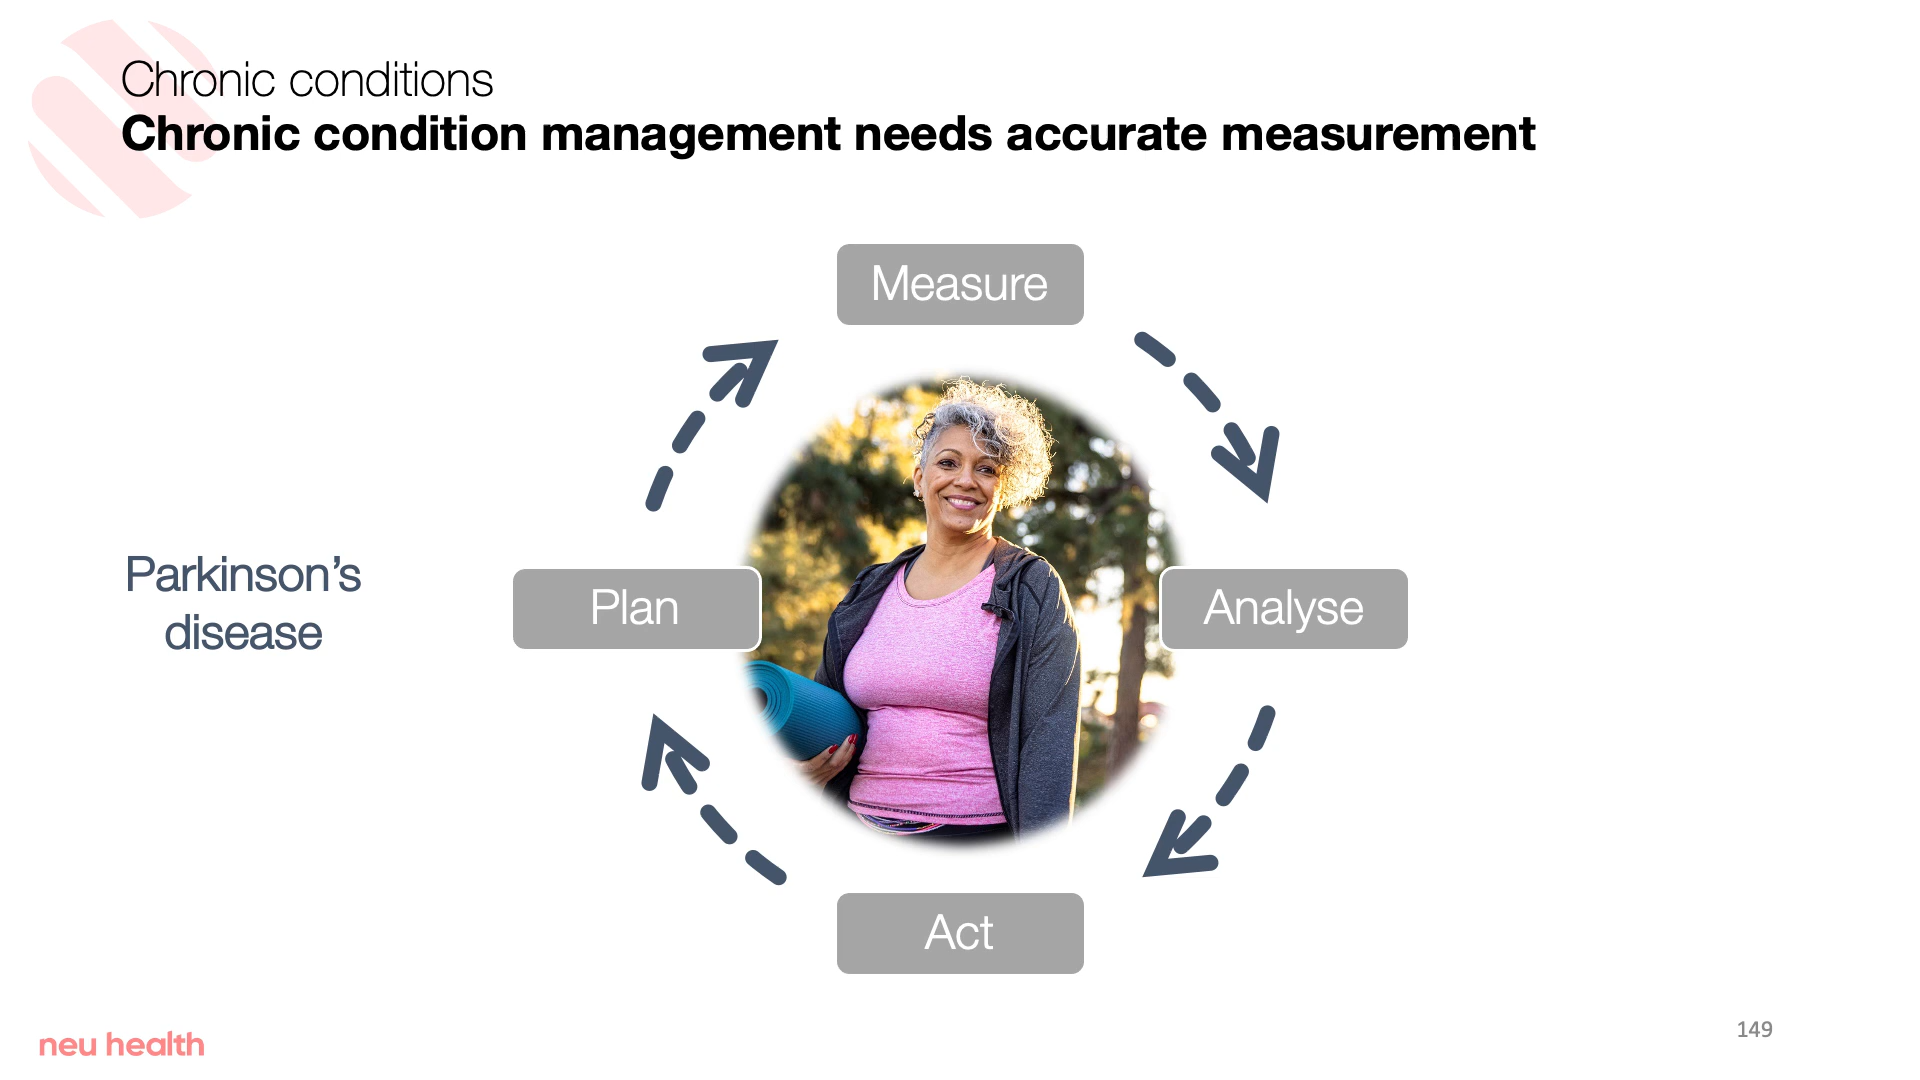 Chronic conditions
Chronic condition management needs accurate measurement
Measure
Parkinson’s
disease
Plan
Analyse
Act
neu health
149